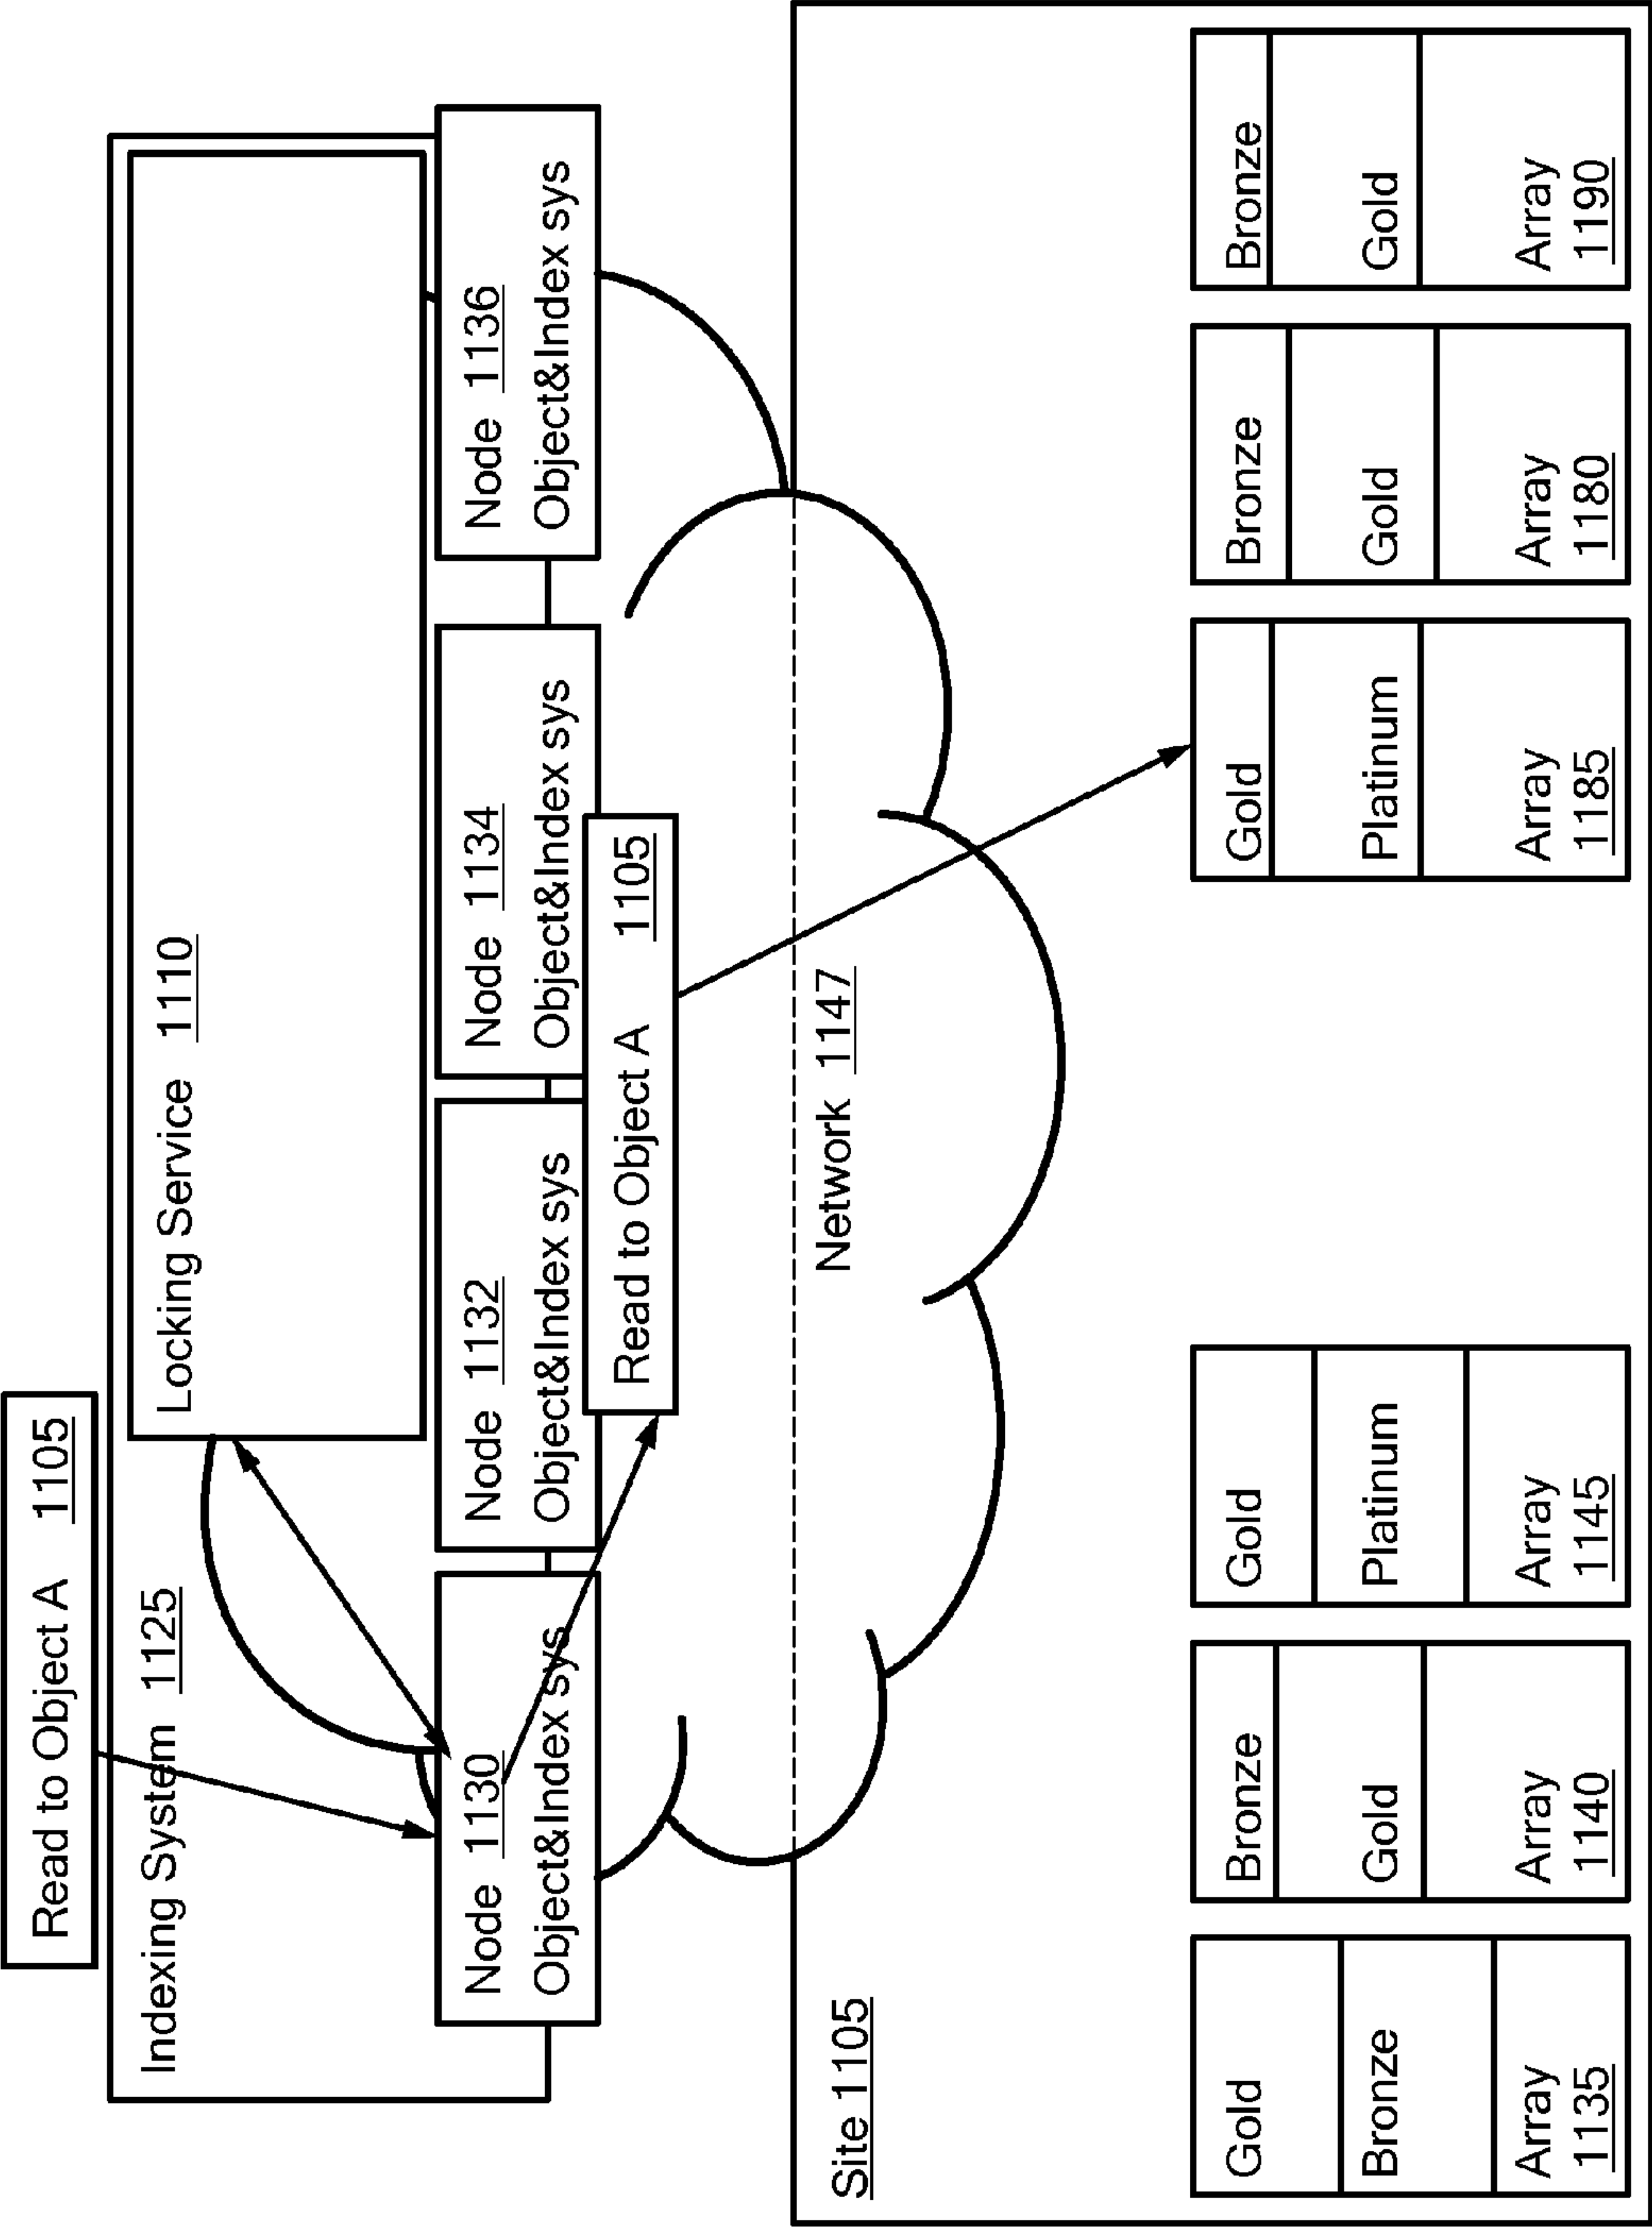 Read to Object A 1105
Indexing System 1125
Locking Service 1110
Node 1130
Object&Index sys
Node 1132
Object&Index sys
Node 1134
Object&Index sys
Node 1136
Object&Index sys
Read to Object A 1105
Network 1147
Site 1105
Gold
Bronze
Array
1135
Bronze
Gold
Array
1140
Gold
Platinum
Array
1145
Gold
Platinum
Array
1185
Bronze
Gold
Array
1180
Bronze
Gold
Array
1190